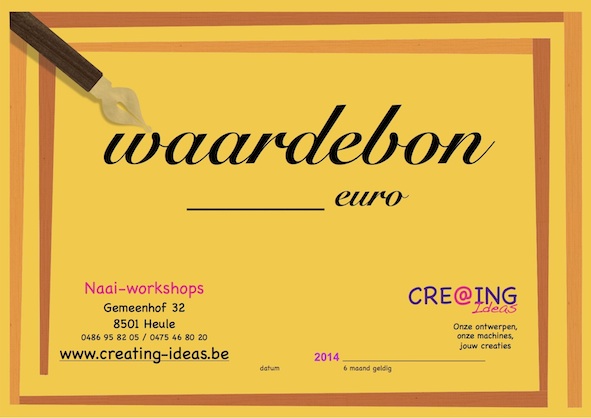 waardebon
__________ euro
Naai-workshops
Gemeenhof 32
8501 Heule
0486 95 82 05 / 0475 46 80 20
www.creating-ideas.be
CRE@ING
Ideas
Onze ontwerpen,
onze machines,
jouw creaties
2014
datum
6 maand geldig